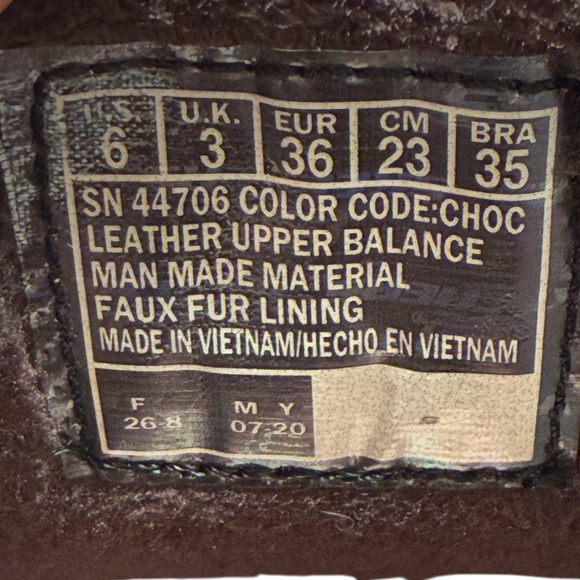 U.S. U.K. EUR CM BRA
6 3 36 23 35
SN 44706 COLOR CODE:CHOC
LEATHER UPPER BALANCE
MAN MADE MATERIAL
FAUX FUR LINING
MADE IN VIETNAM/HECHO EN VIETNAM
F M Y
26-8 07-20